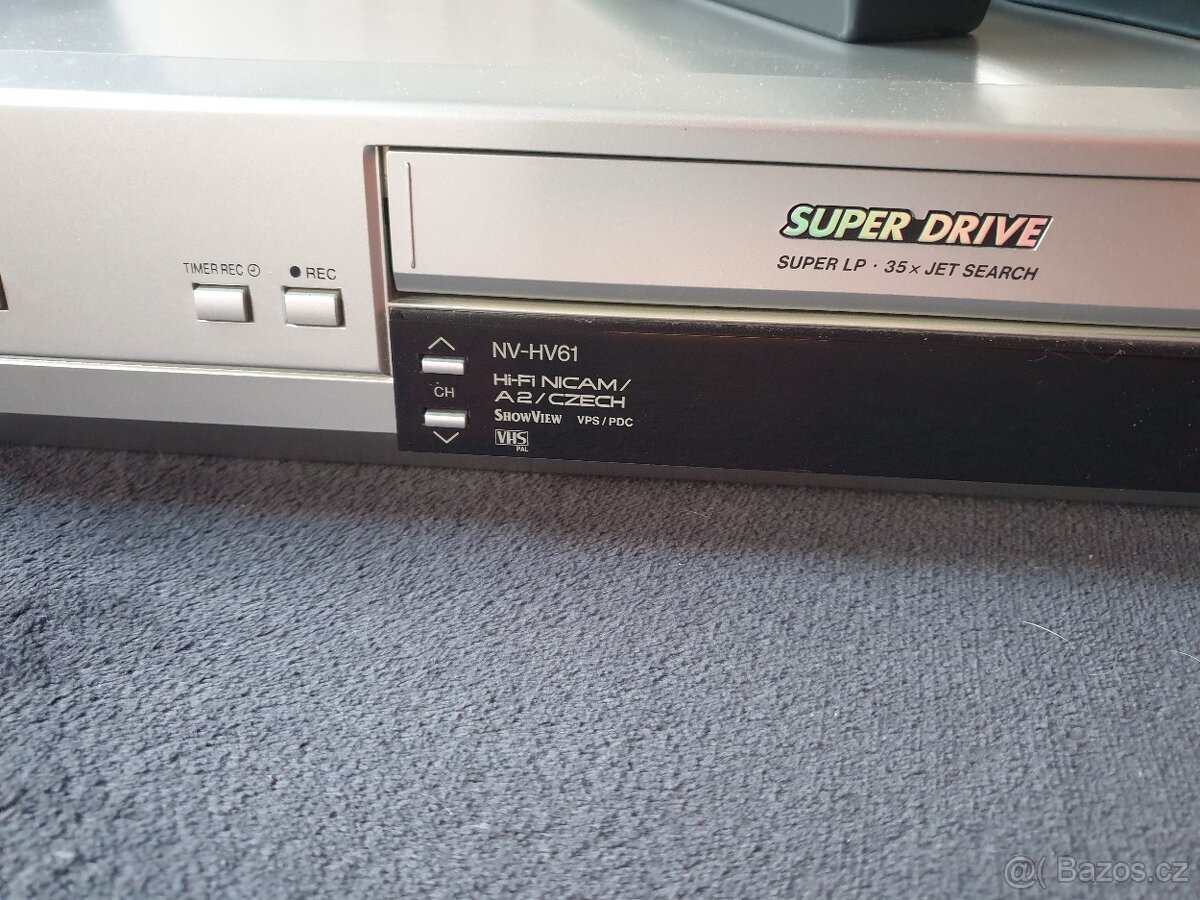 SUPER DRIVE
SUPER LP · 35x JET SEARCH
TIMER REC
● REC
NV-HV61
CH
Hi-Fi NICAM/
A2/CZECH
SHOWVIEW VPS/PDC
VHS
PAL
@( Bazos.cz